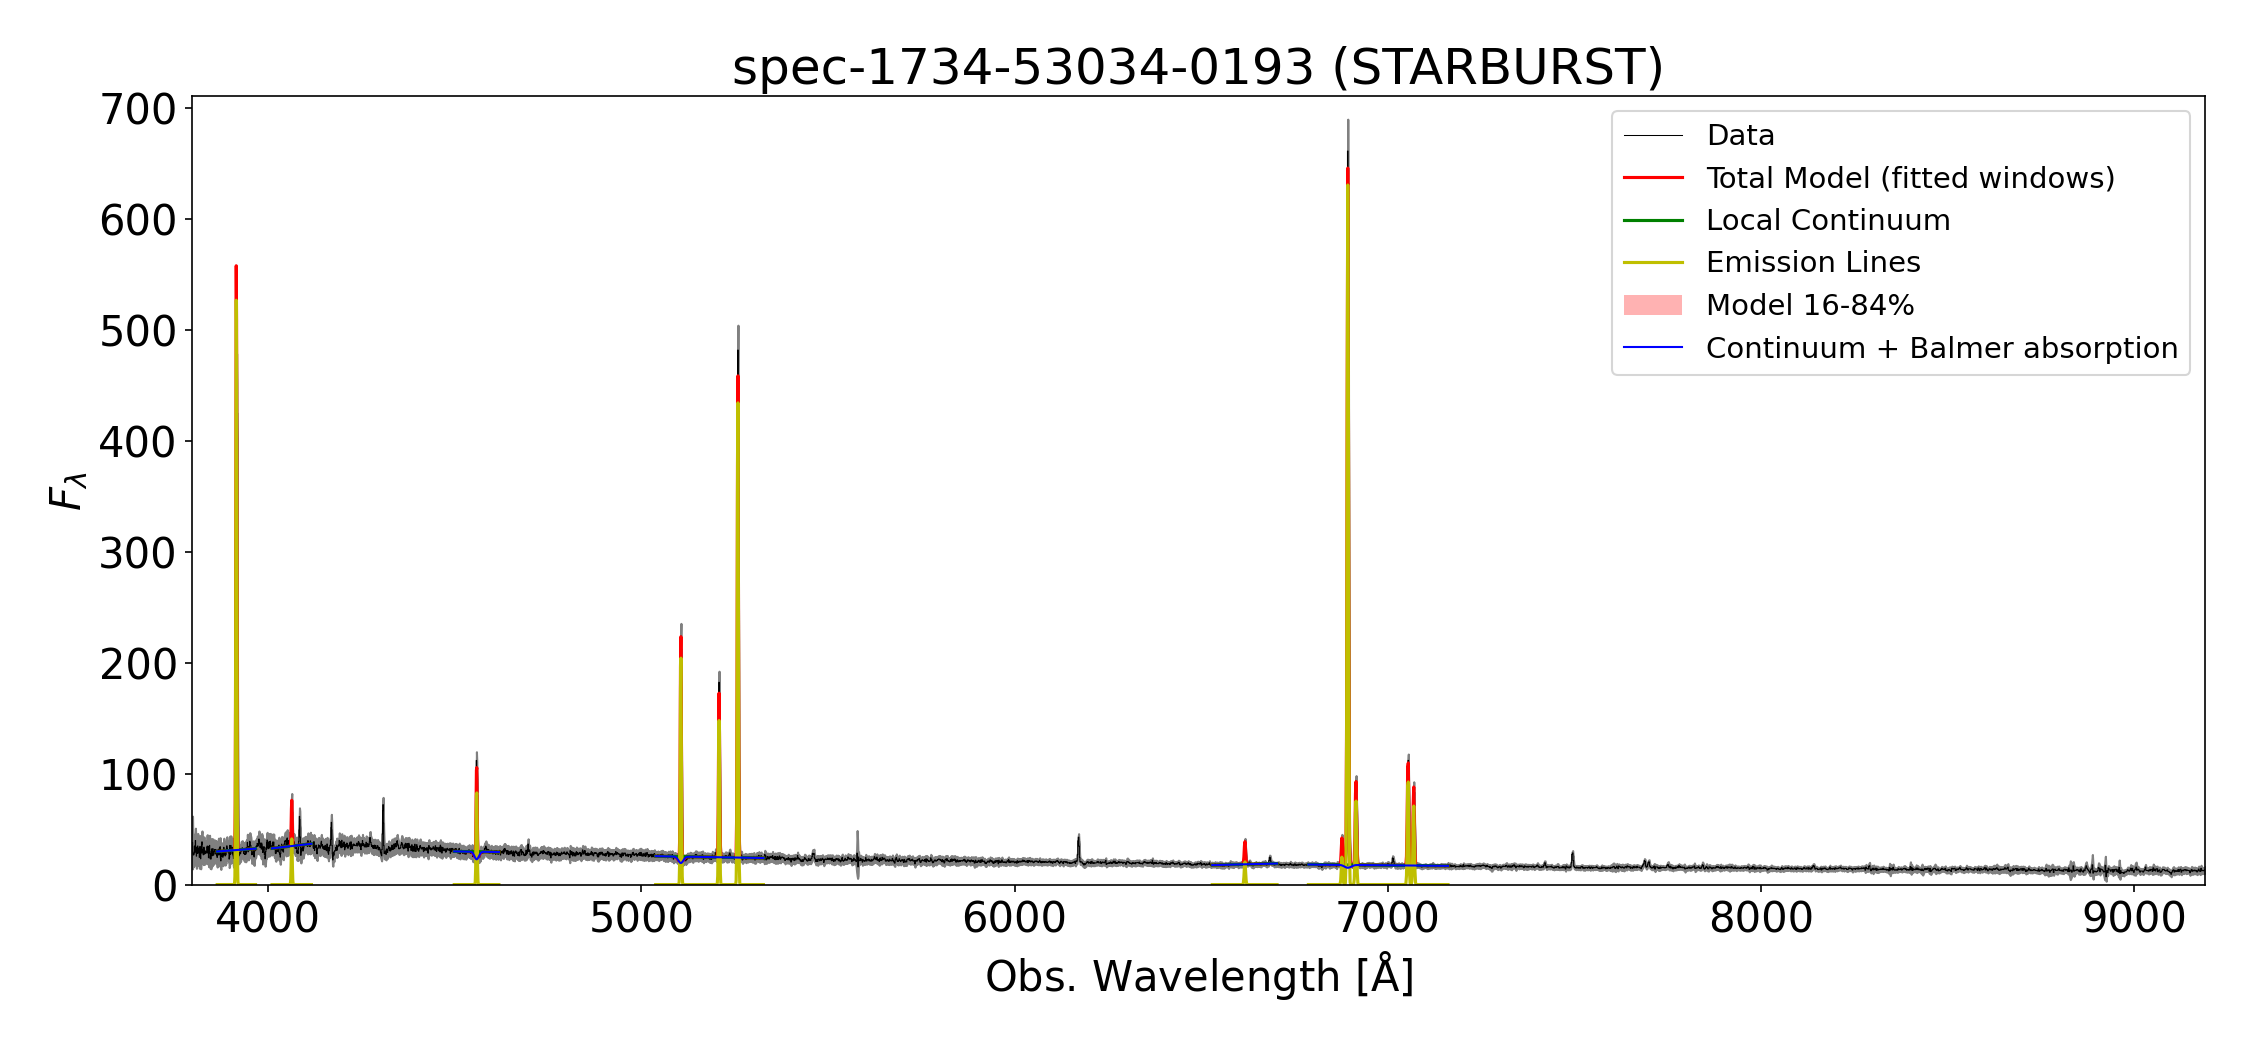 spec-1734-53034-0193 (STARBURST)
700
600
500
400
300
200
100
0
Fλ
Data
Total Model (fitted windows)
Local Continuum
Emission Lines
Model 16-84%
Continuum + Balmer absorption
4000 5000 6000 7000 8000 9000
Obs. Wavelength [Å]